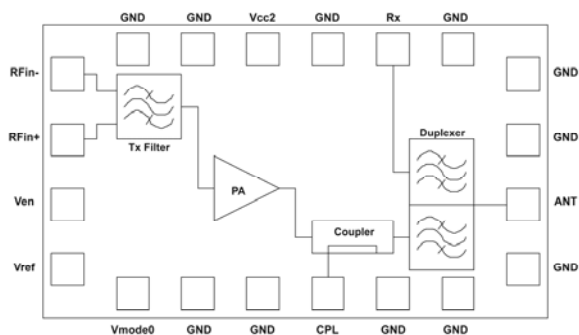 GND GND Vcc2 GND Rx GND
RFin- GND
RFin+ GND
Tx Filter Duplexer
PA
Ven ANT
Coupler
Vref GND
Vmode0 GND GND CPL GND GND